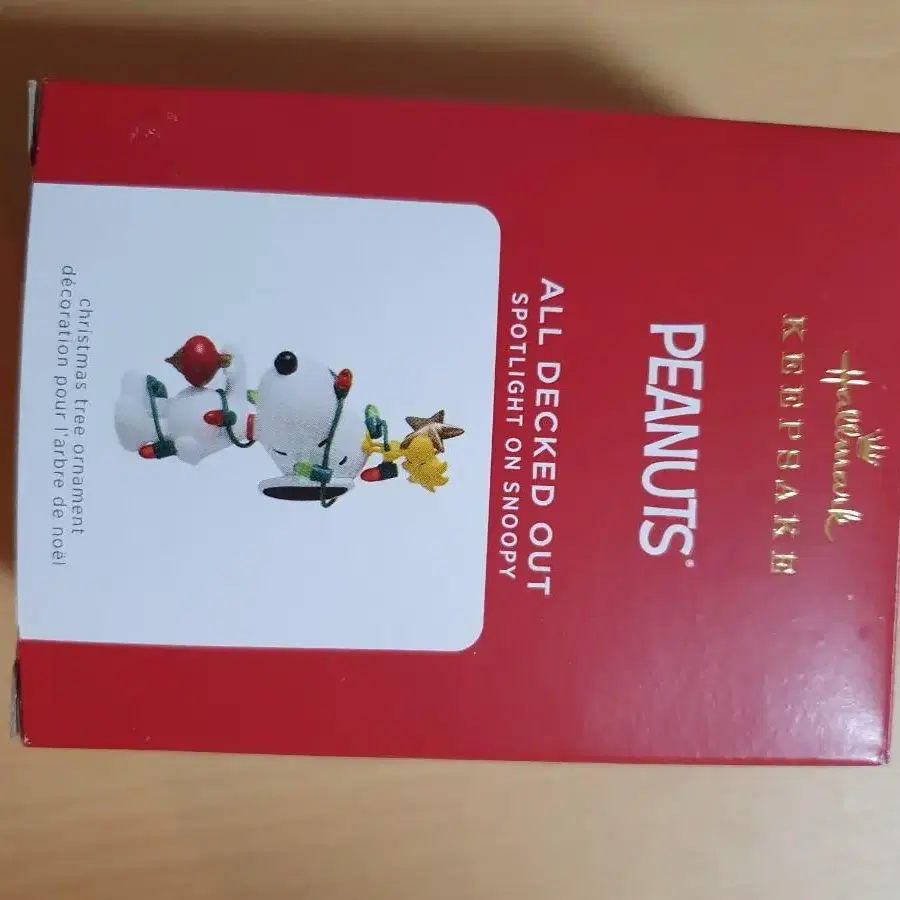 Hallmark
KEEPSAKE
PEANUTS®
ALL DECKED OUT
SPOTLIGHT ON SNOOPY
christmas tree ornament
décoration pour l'arbre de noël